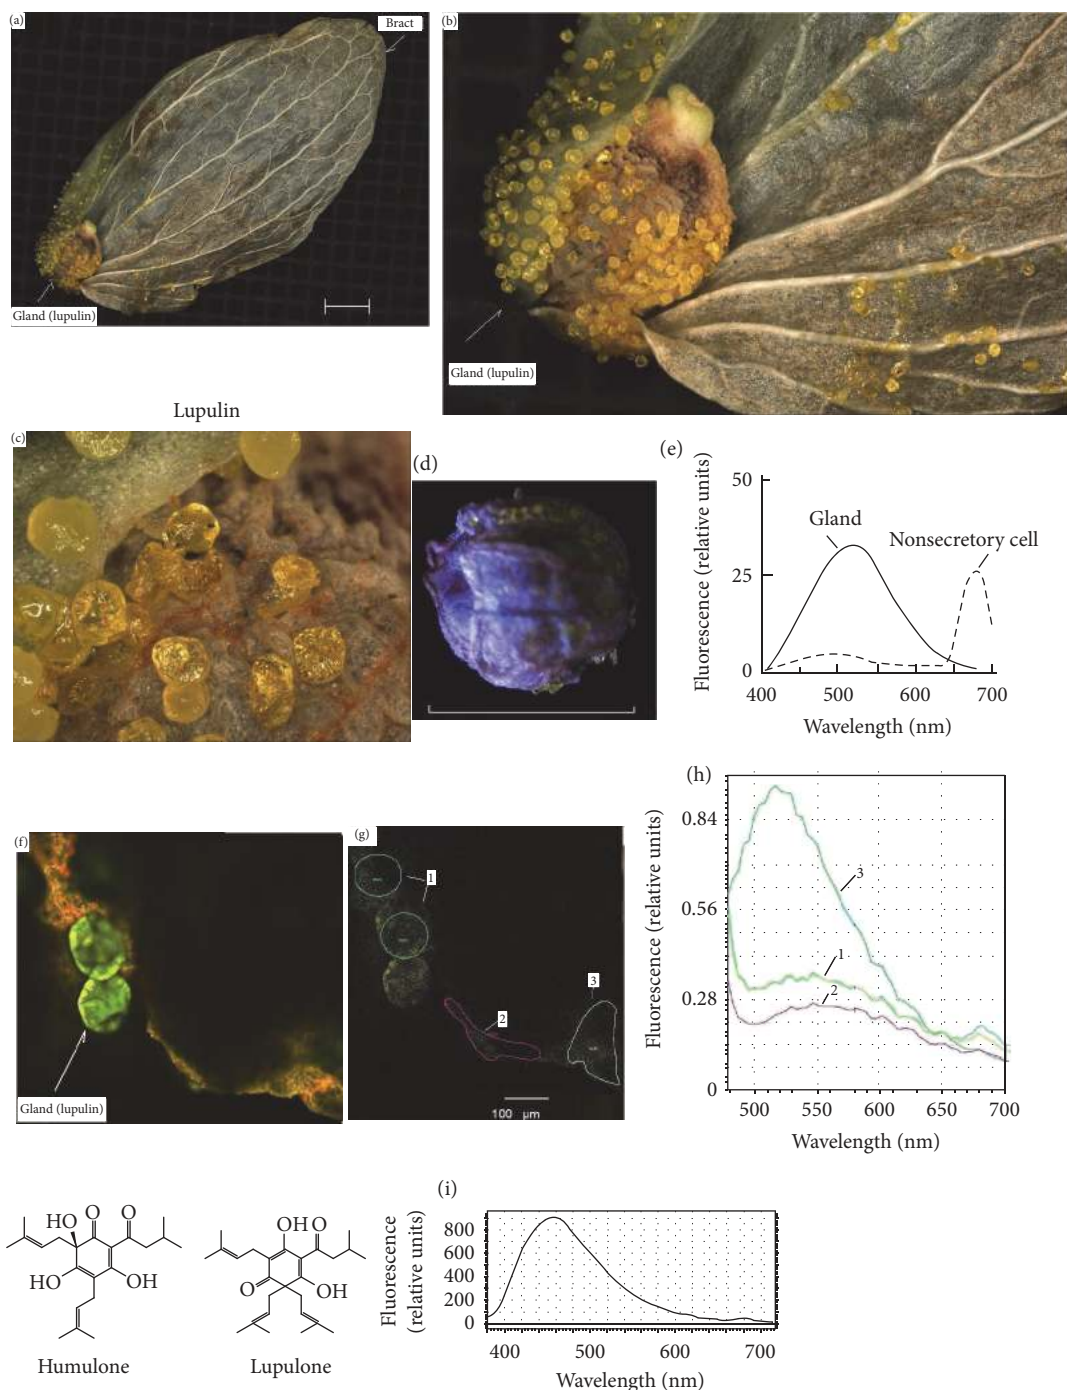 (a)
Bract
Gland (lupulin)
(b)
Gland (lupulin)
Lupulin
(c)
(d)
(e)
Fluorescence (relative units)
50
25
0
Gland
Nonsecretory cell
400
500
600
700
Wavelength (nm)
(f)
Gland (lupulin)
(g)
1
2
3
100 μm
(h)
Fluorescence (relative units)
0.84
0.56
0.28
0
3
1
2
500
550
600
650
700
Wavelength (nm)
HO
O
O
HO
OH
Humulone
OH
O
O
OH
Lupulone
(i)
Fluorescence
(relative units)
800
600
400
200
0
400
500
600
700
Wavelength (nm)